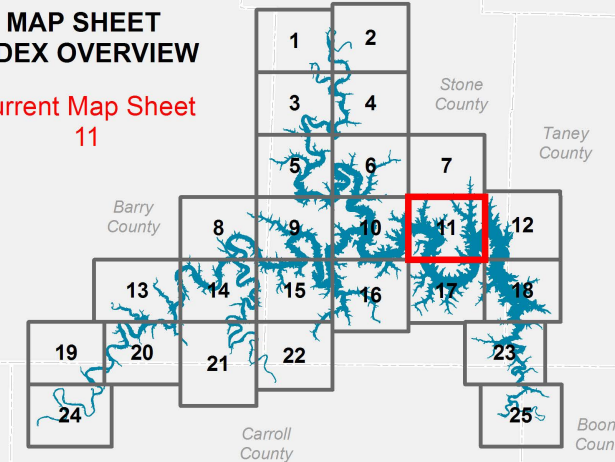 MAP SHEET
DEX OVERVIEW
urrent Map Sheet
11
1
2
Stone
County
3
4
Taney
County
5
6
7
Barry
County
8
9
10
11
12
13
14
15
16
17
18
19
20
21
22
23
24
25
Carroll
County
Boon
Coun